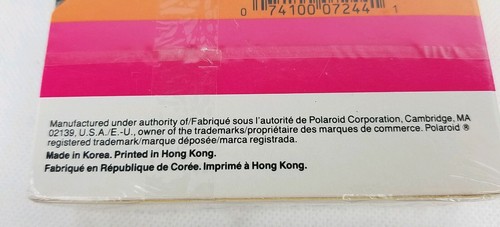 0 74100 07244 1
Manufactured under authority of/Fabriqué sous l'autorité de Polaroid Corporation, Cambridge, MA
02139, U.S.A./E.-U., owner of the trademarks/propriétaire des marques de commerce. Polaroid ®
registered trademark/marque déposée/marca registrada.
Made in Korea. Printed in Hong Kong.
Fabriqué en République de Corée. Imprimé à Hong Kong.